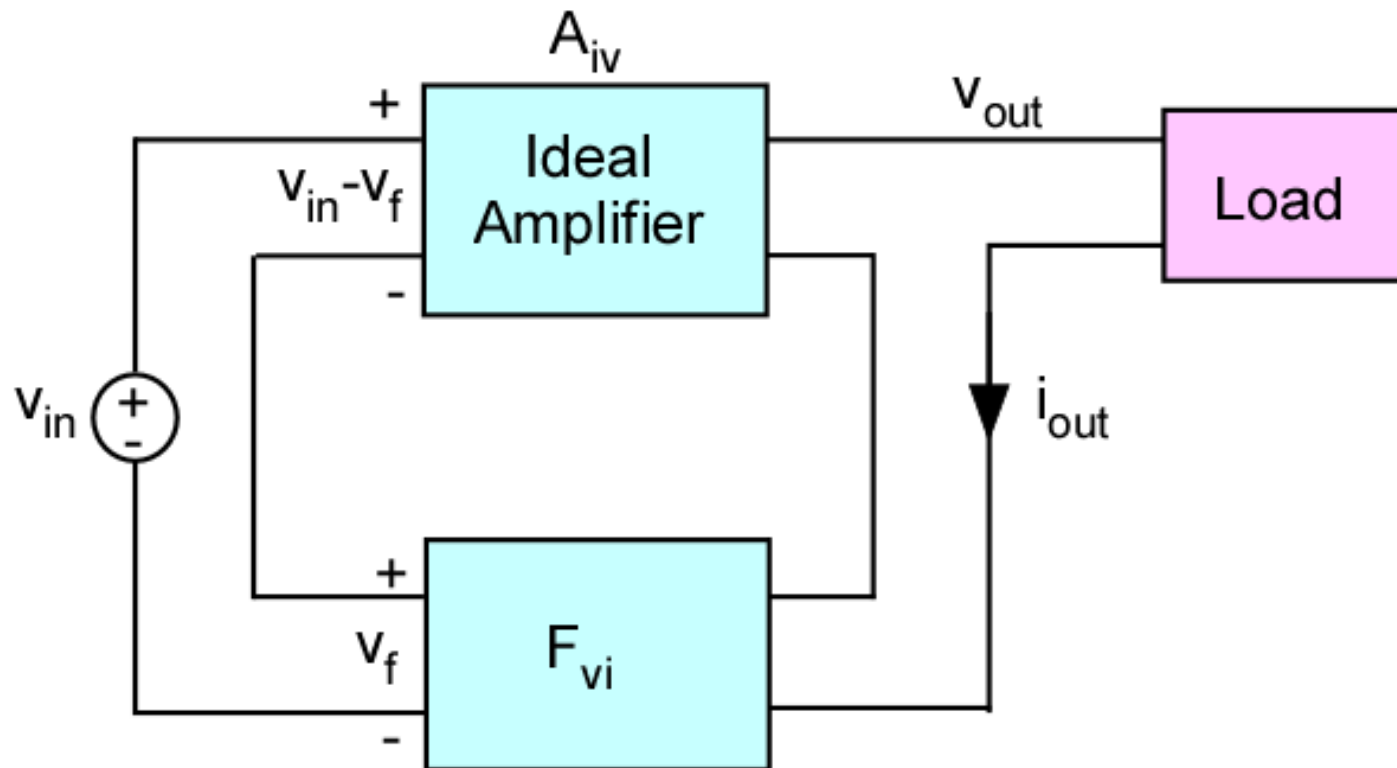 A_iv
+
Ideal
Amplifier
v_in-v_f
-
v_out
Load
v_in
+
-
i_out
+
v_f
-
F_vi